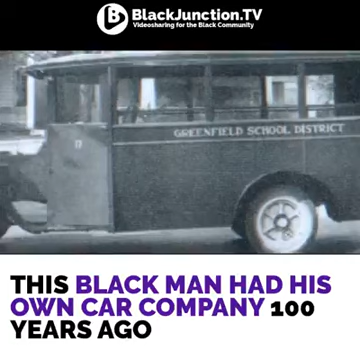 BlackJunction.TV
Videosharing for the Black Community
GREENFIELD SCHOOL DISTRICT
17
THIS BLACK MAN HAD HIS
OWN CAR COMPANY 100
YEARS AGO